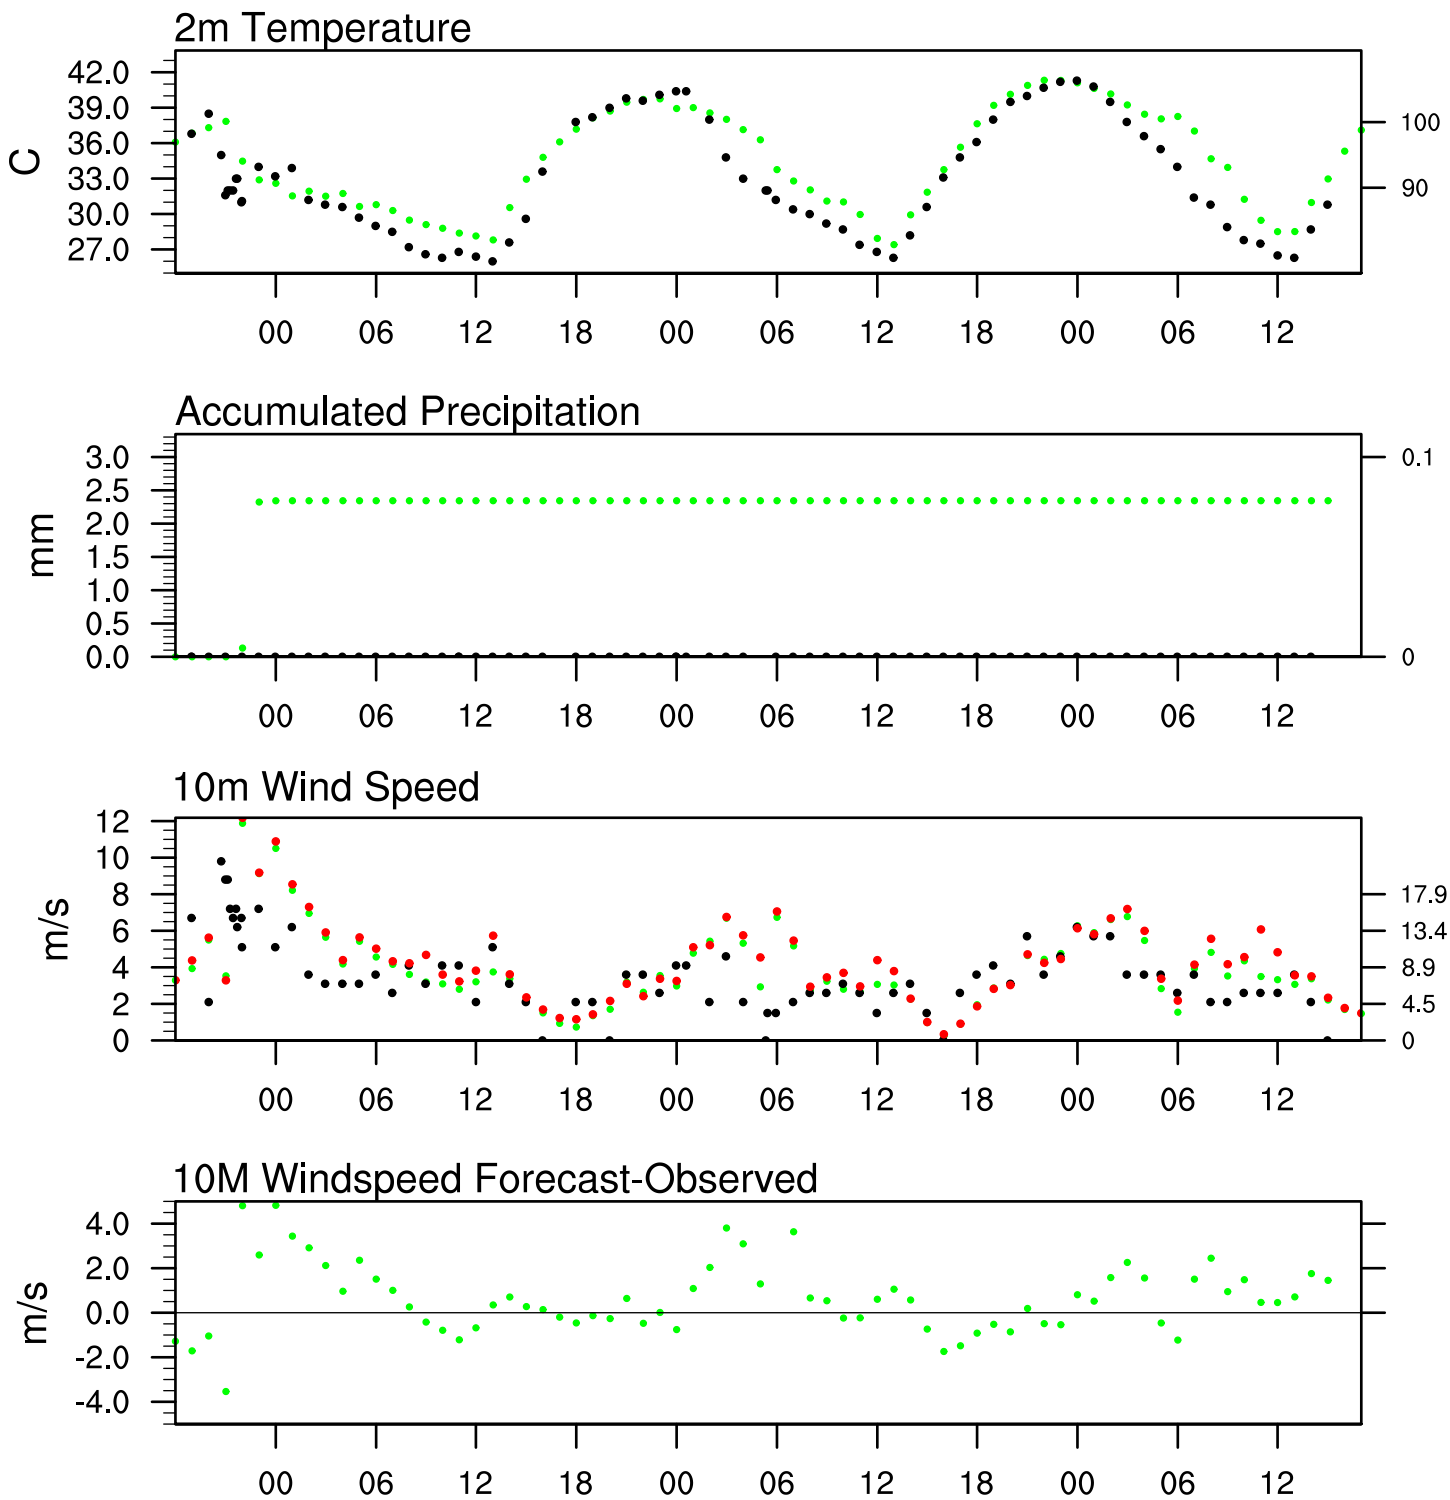 2m Temperature
42.0
39.0
36.0
33.0
30.0
27.0
C
100
90
00 06 12 18 00 06 12 18 00 06 12
Accumulated Precipitation
3.0
2.5
2.0
1.5
1.0
0.5
0.0
mm
0.1
0
00 06 12 18 00 06 12 18 00 06 12
10m Wind Speed
12
10
8
6
4
2
0
m/s
17.9
13.4
8.9
4.5
0
00 06 12 18 00 06 12 18 00 06 12
10M Windspeed Forecast-Observed
4.0
2.0
0.0
-2.0
-4.0
m/s
00 06 12 18 00 06 12 18 00 06 12